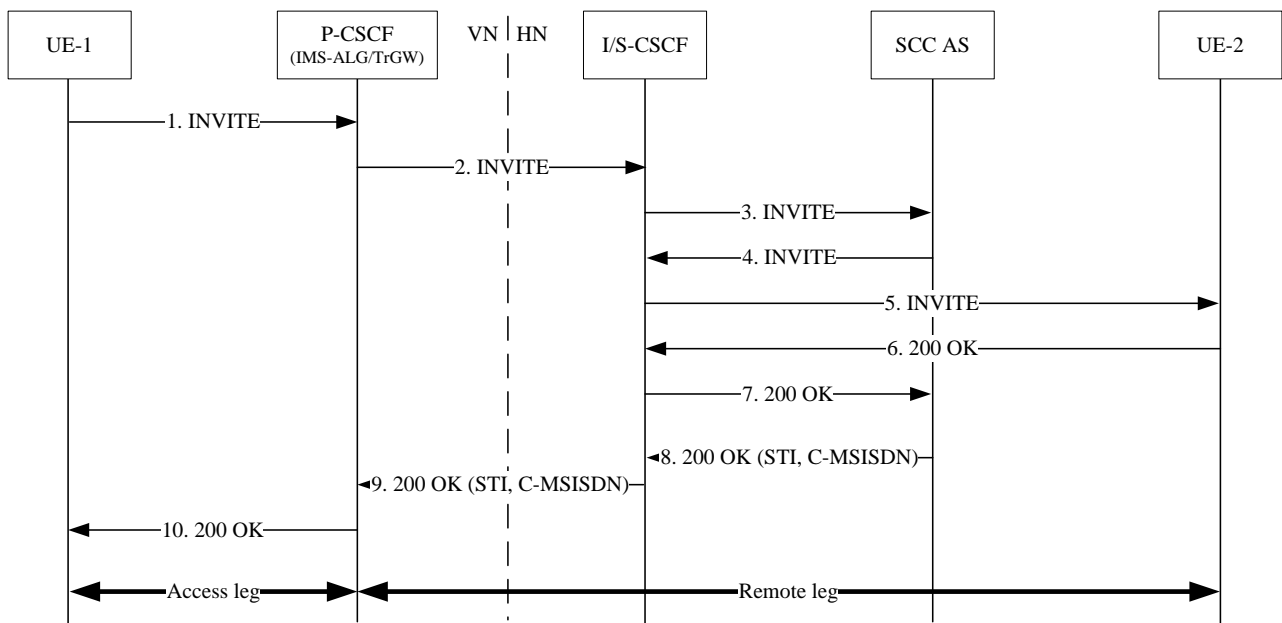 UE-1
P-CSCF
(IMS-ALG/TrGW)
VN
HN
I/S-CSCF
SCC AS
UE-2
1. INVITE
2. INVITE
3. INVITE
4. INVITE
5. INVITE
6. 200 OK
7. 200 OK
8. 200 OK (STI, C-MSISDN)
9. 200 OK (STI, C-MSISDN)
10. 200 OK
Access leg
Remote leg